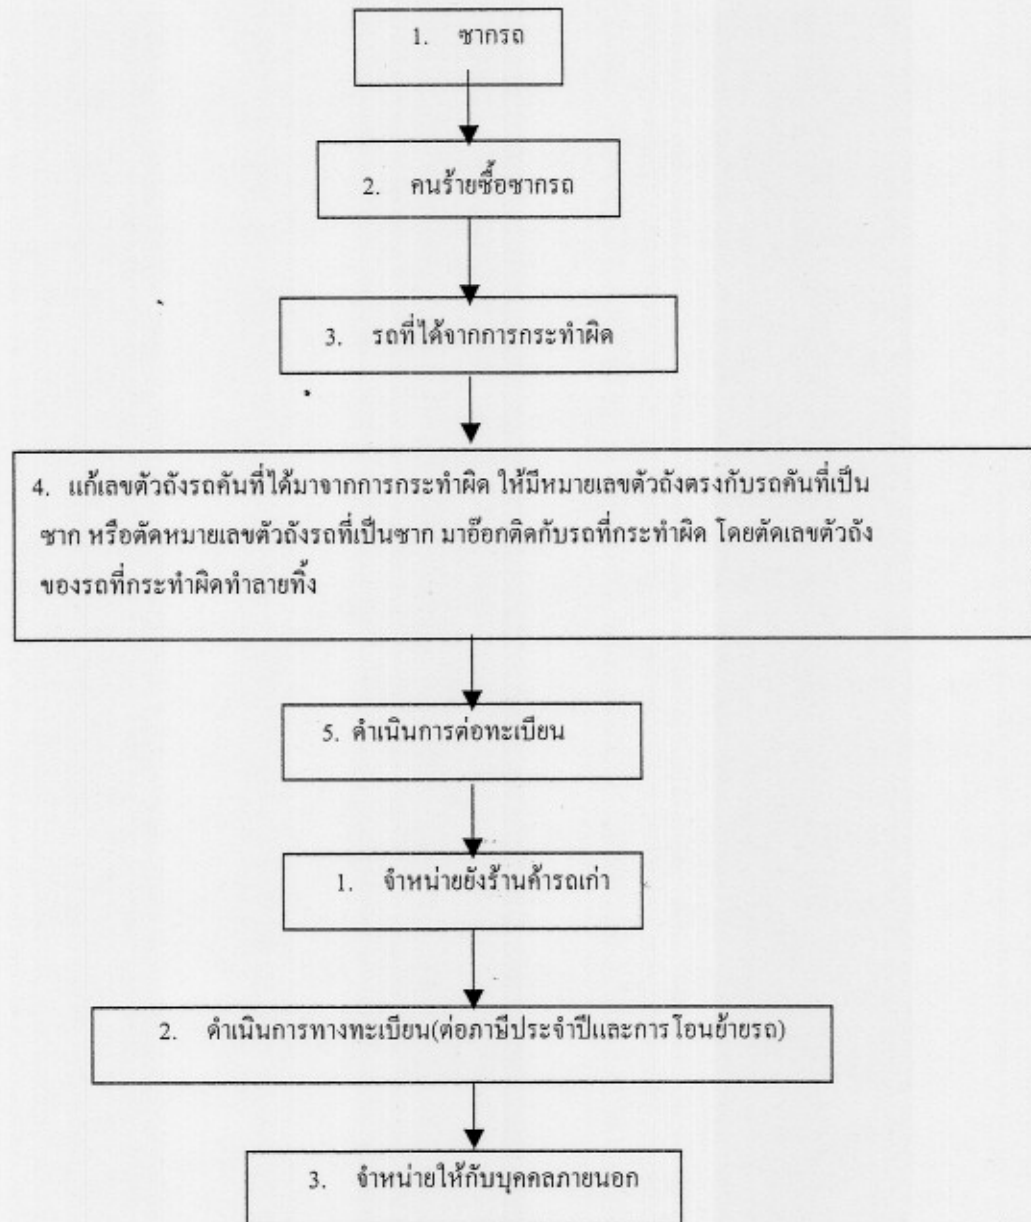 1. ซากรถ
2. คนร้ายซื้อซากรถ
3. รถที่ได้จากการกระทำผิด
4. แก้เลขตัวถังรถคันที่ได้มาจากการกระทำผิด ให้มีหมายเลขตัวถังตรงกับรถคันที่เป็น
ซาก หรือตัดหมายเลขตัวถังรถที่เป็นซาก มาอ๊อกติดกับรถที่กระทำผิด โดยตัดเลขตัวถัง
ของรถที่กระทำผิดทำลายทิ้ง
5. ดำเนินการต่อทะเบียน
1. จำหน่ายยังร้านค้ารถเก่า
2. ดำเนินการทางทะเบียน(ต่อภาษีประจำปีและการโอนย้ายรถ)
3. จำหน่ายให้กับบุคคลภายนอก